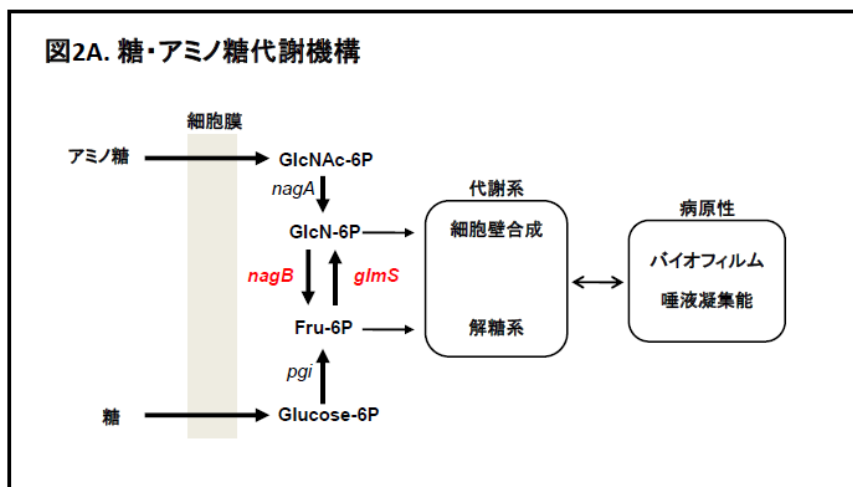 図2A. 糖・アミノ糖代謝機構
細胞膜
アミノ糖
GlcNAc-6P
nagA
GlcN-6P
nagB
glmS
Fru-6P
pgi
糖
Glucose-6P
代謝系
細胞壁合成
解糖系
病原性
バイオフィルム
唾液凝集能